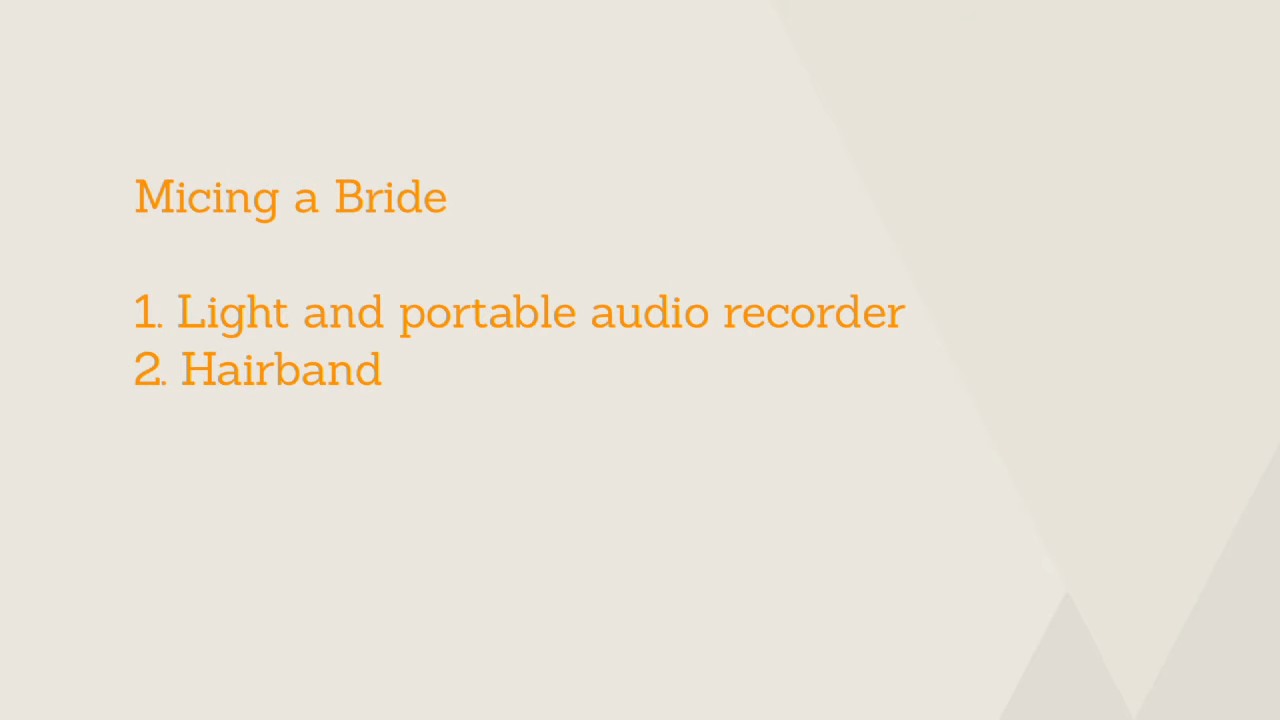 Micing a Bride
1. Light and portable audio recorder
2. Hairband